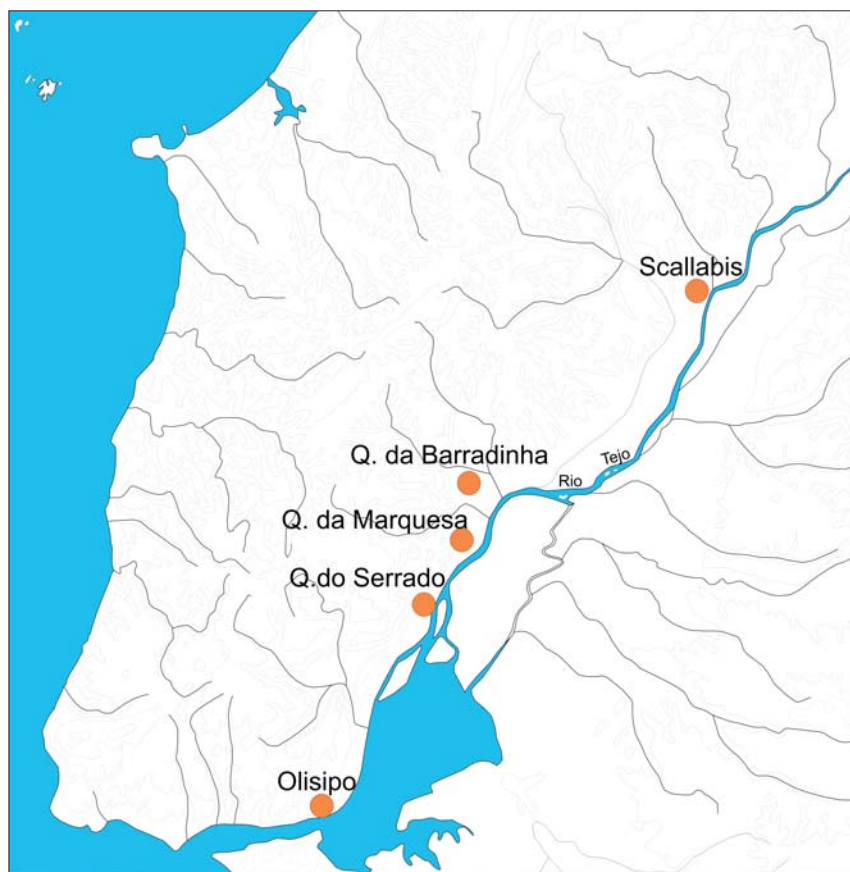 Scallabis
Q. da Barradinha
Tejo
Rio
Q. da Marquesa
Q.do Serrado
Olisipo